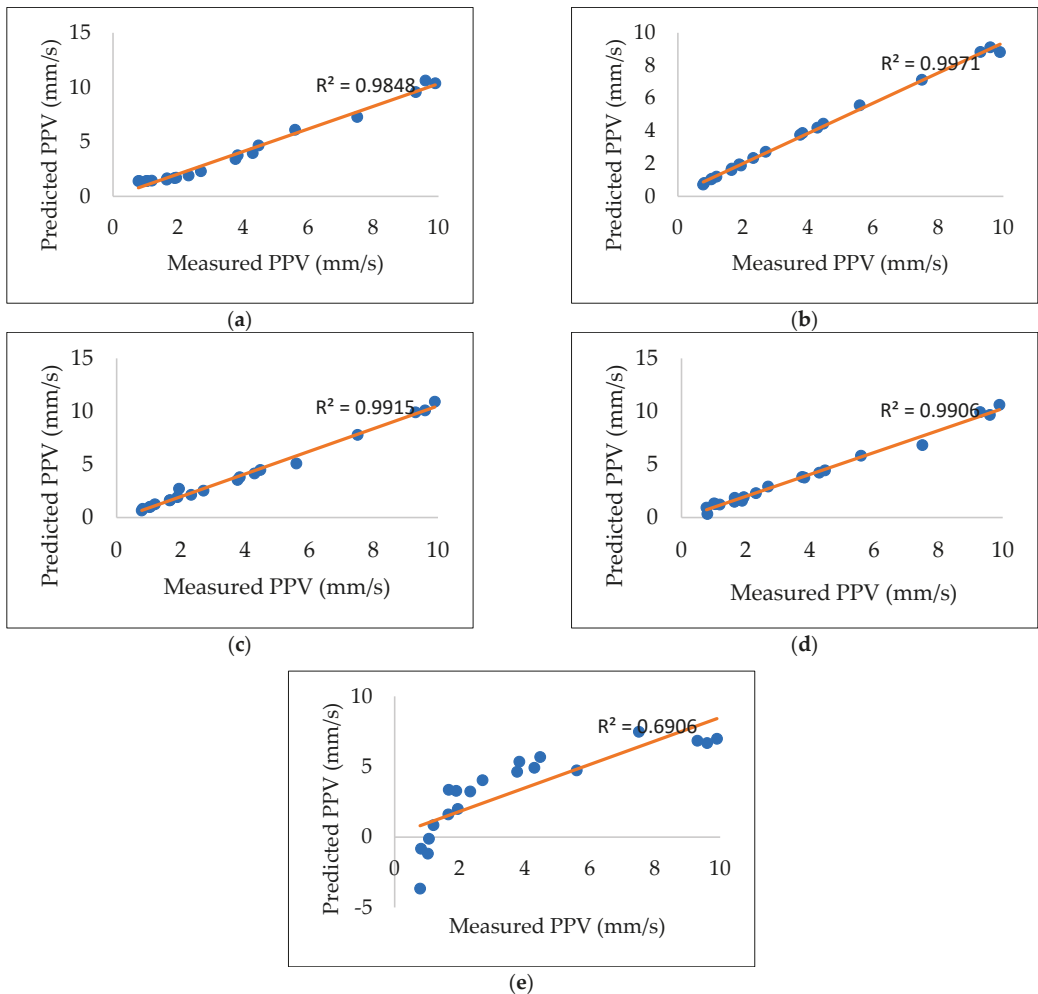 15
10
5
0
0 2 4 6 8 10
Predicted PPV (mm/s)
Measured PPV (mm/s)
R² = 0.9848
(a)
10
8
6
4
2
0
0 2 4 6 8 10
Predicted PPV (mm/s)
Measured PPV (mm/s)
R² = 0.9971
(b)
15
10
5
0
0 2 4 6 8 10
Predicted PPV (mm/s)
Measured PPV (mm/s)
R² = 0.9915
(c)
15
10
5
0
0 2 4 6 8 10
Predicted PPV (mm/s)
Measured PPV (mm/s)
R² = 0.9906
(d)
10
5
0
-5
0 2 4 6 8 10
Predicted PPV (mm/s)
Measured PPV (mm/s)
R² = 0.6906
(e)